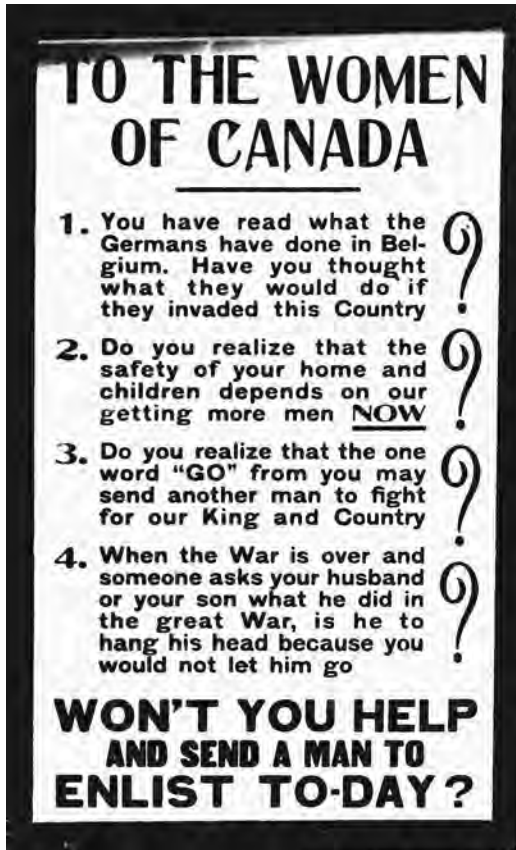 TO THE WOMEN
OF CANADA
1. You have read what the
Germans have done in Bel-
gium. Have you thought
what they would do if
they invaded this Country ?
2. Do you realize that the
safety of your home and
children depends on our
getting more men NOW ?
3. Do you realize that the one
word "GO" from you may
send another man to fight
for our King and Country ?
4. When the War is over and
someone asks your husband
or your son what he did in
the great War, is he to
hang his head because you
would not let him go ?
WON'T YOU HELP
AND SEND A MAN TO
ENLIST TO-DAY?